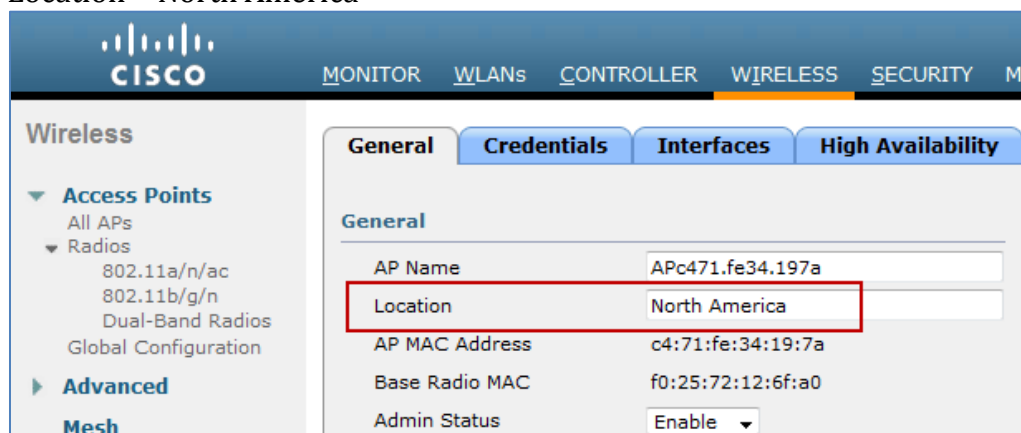 Location – North America
CISCO
MONITOR WLANs CONTROLLER WIRELESS SECURITY M
Wireless
General Credentials Interfaces High Availability
Access Points
All APs
Radios
802.11a/n/ac
802.11b/g/n
Dual-Band Radios
Global Configuration
Advanced
Mesh
General
AP Name APc471.fe34.197a
Location North America
AP MAC Address c4:71:fe:34:19:7a
Base Radio MAC f0:25:72:12:6f:a0
Admin Status Enable